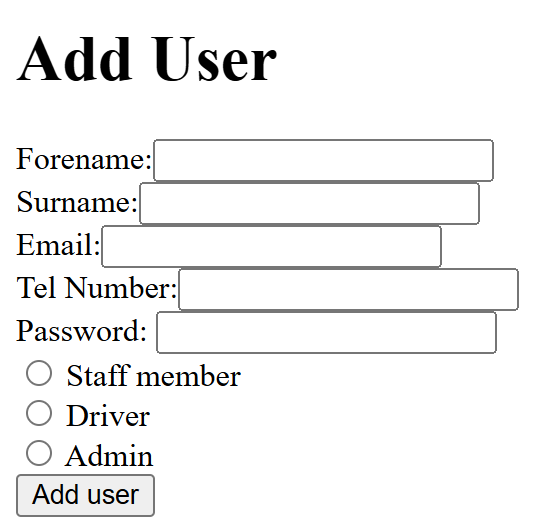 Add User
Forename:
Surname:
Email:
Tel Number:
Password:
Staff member
Driver
Admin
Add user